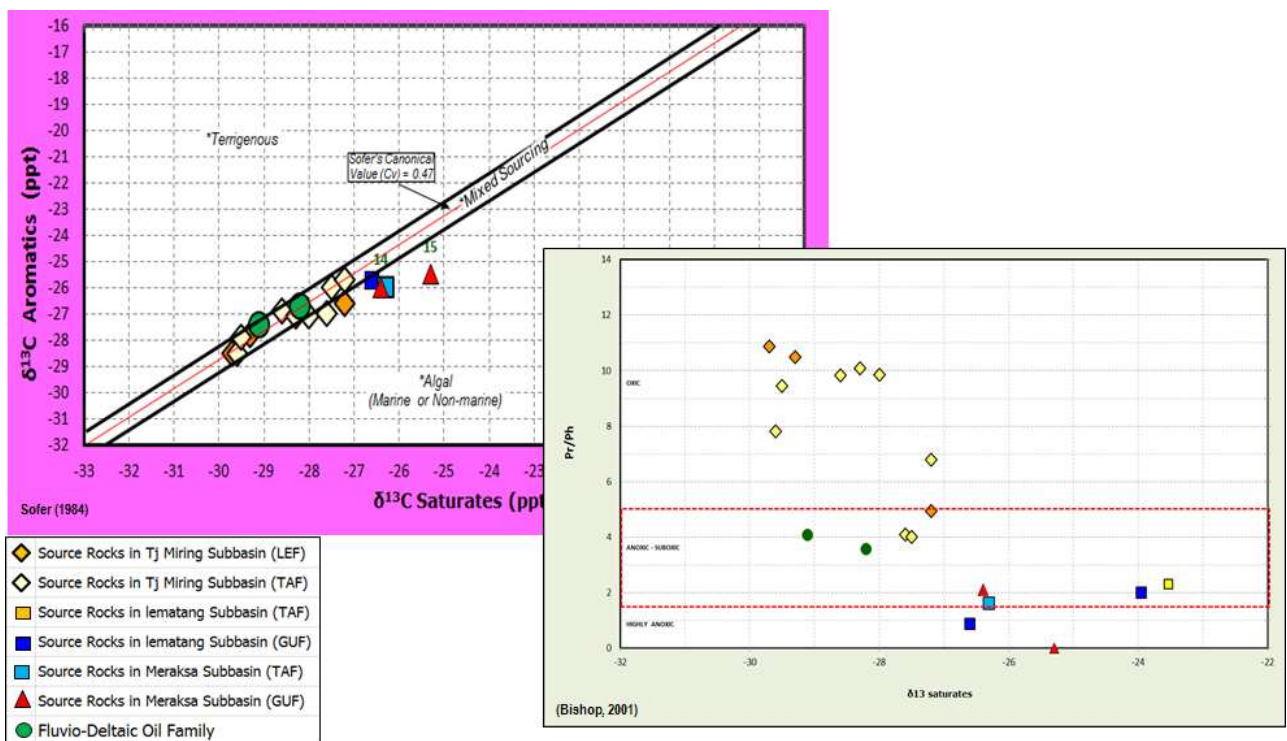 -16
-17
-18
-19
-20
-21
-22
-23
-24
-25
-26
-27
-28
-29
-30
-31
-32
δ¹³C Aromatics (ppt)
*Terrigenous
Sofer's Canonical
Value (Cv) = 0.47
*Mixed Sourcing
14
15
*Algal
(Marine or Non-marine)
-33 -32 -31 -30 -29 -28 -27 -26 -25 -24 -23
δ¹³C Saturates (ppt
Sofer (1984)
Source Rocks in Tj Miring Subbasin (LEF)
Source Rocks in Tj Miring Subbasin (TAF)
Source Rocks in lematang Subbasin (TAF)
Source Rocks in lematang Subbasin (GUF)
Source Rocks in Meraksa Subbasin (TAF)
Source Rocks in Meraksa Subbasin (GUF)
Fluvio-Deltaic Oil Family
14
12
10
8
6
4
2
0
Pr/Ph
OXIC
ANOXIC - SUBOXIC
HIGHLY ANOXIC
-32 -30 -28 -26 -24 -22
δ13 saturates
(Bishop, 2001)